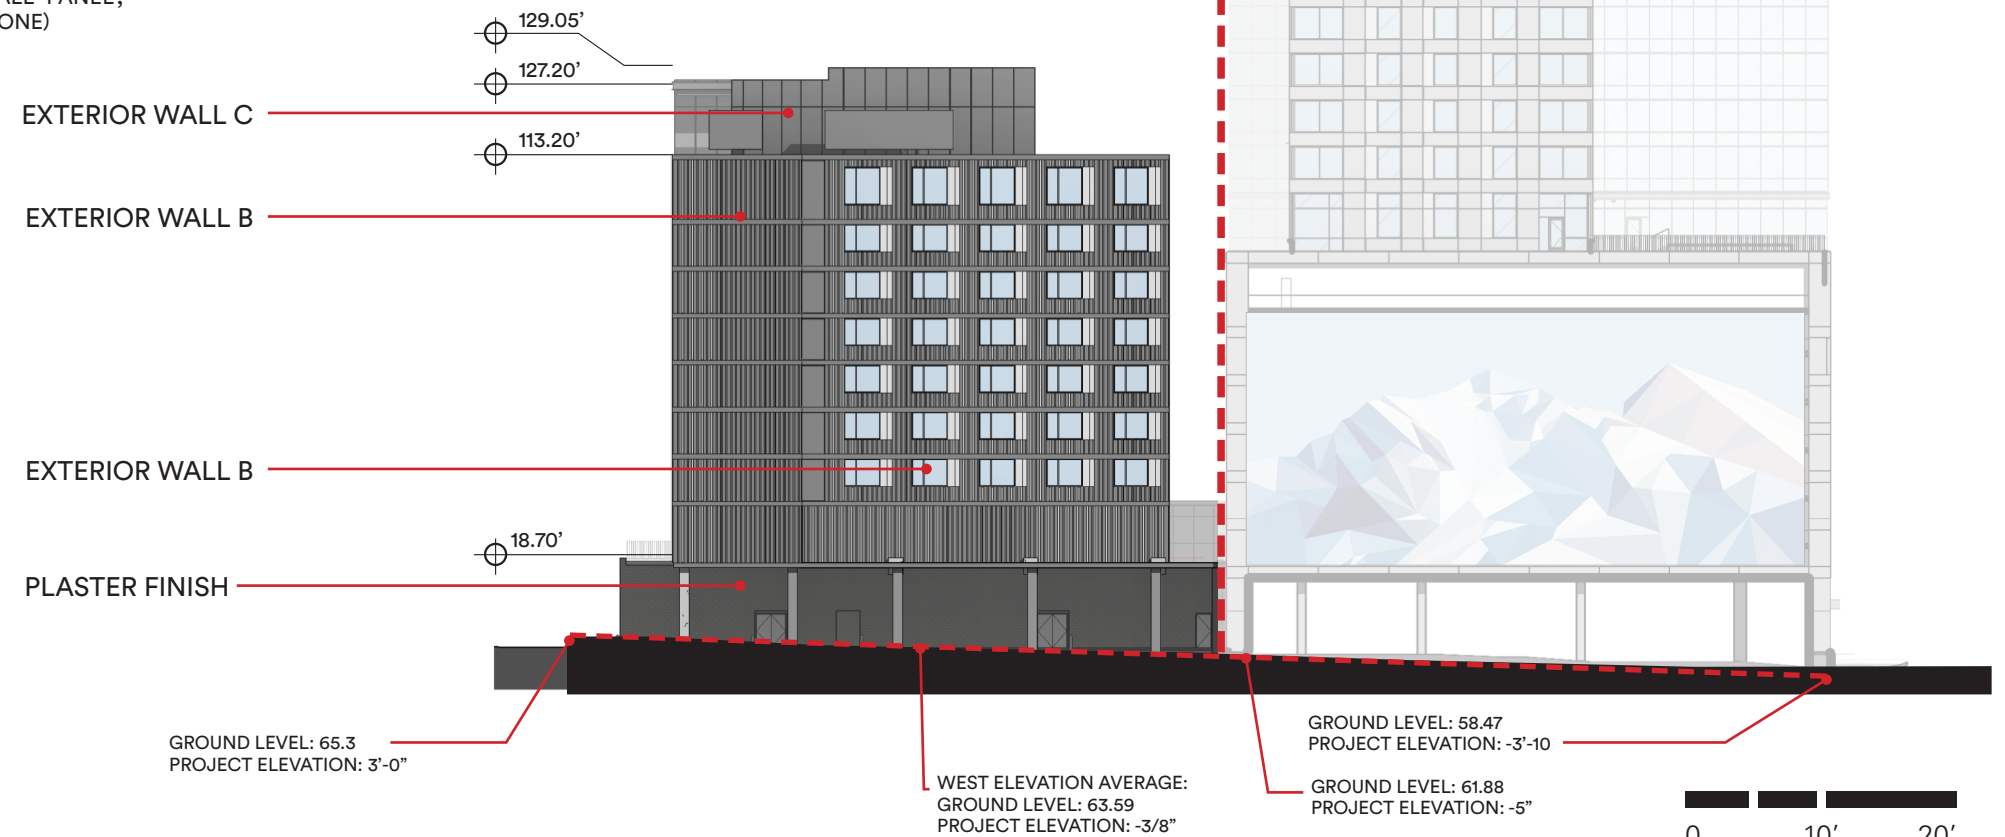 ONE)
129.05’
127.20’
EXTERIOR WALL C
113.20’
EXTERIOR WALL B
EXTERIOR WALL B
18.70’
PLASTER FINISH
GROUND LEVEL: 65.3
PROJECT ELEVATION: 3’-0”
WEST ELEVATION AVERAGE:
GROUND LEVEL: 63.59
PROJECT ELEVATION: -3/8”
GROUND LEVEL: 58.47
PROJECT ELEVATION: -3’-10
GROUND LEVEL: 61.88
PROJECT ELEVATION: -5”
0 10’ 20’